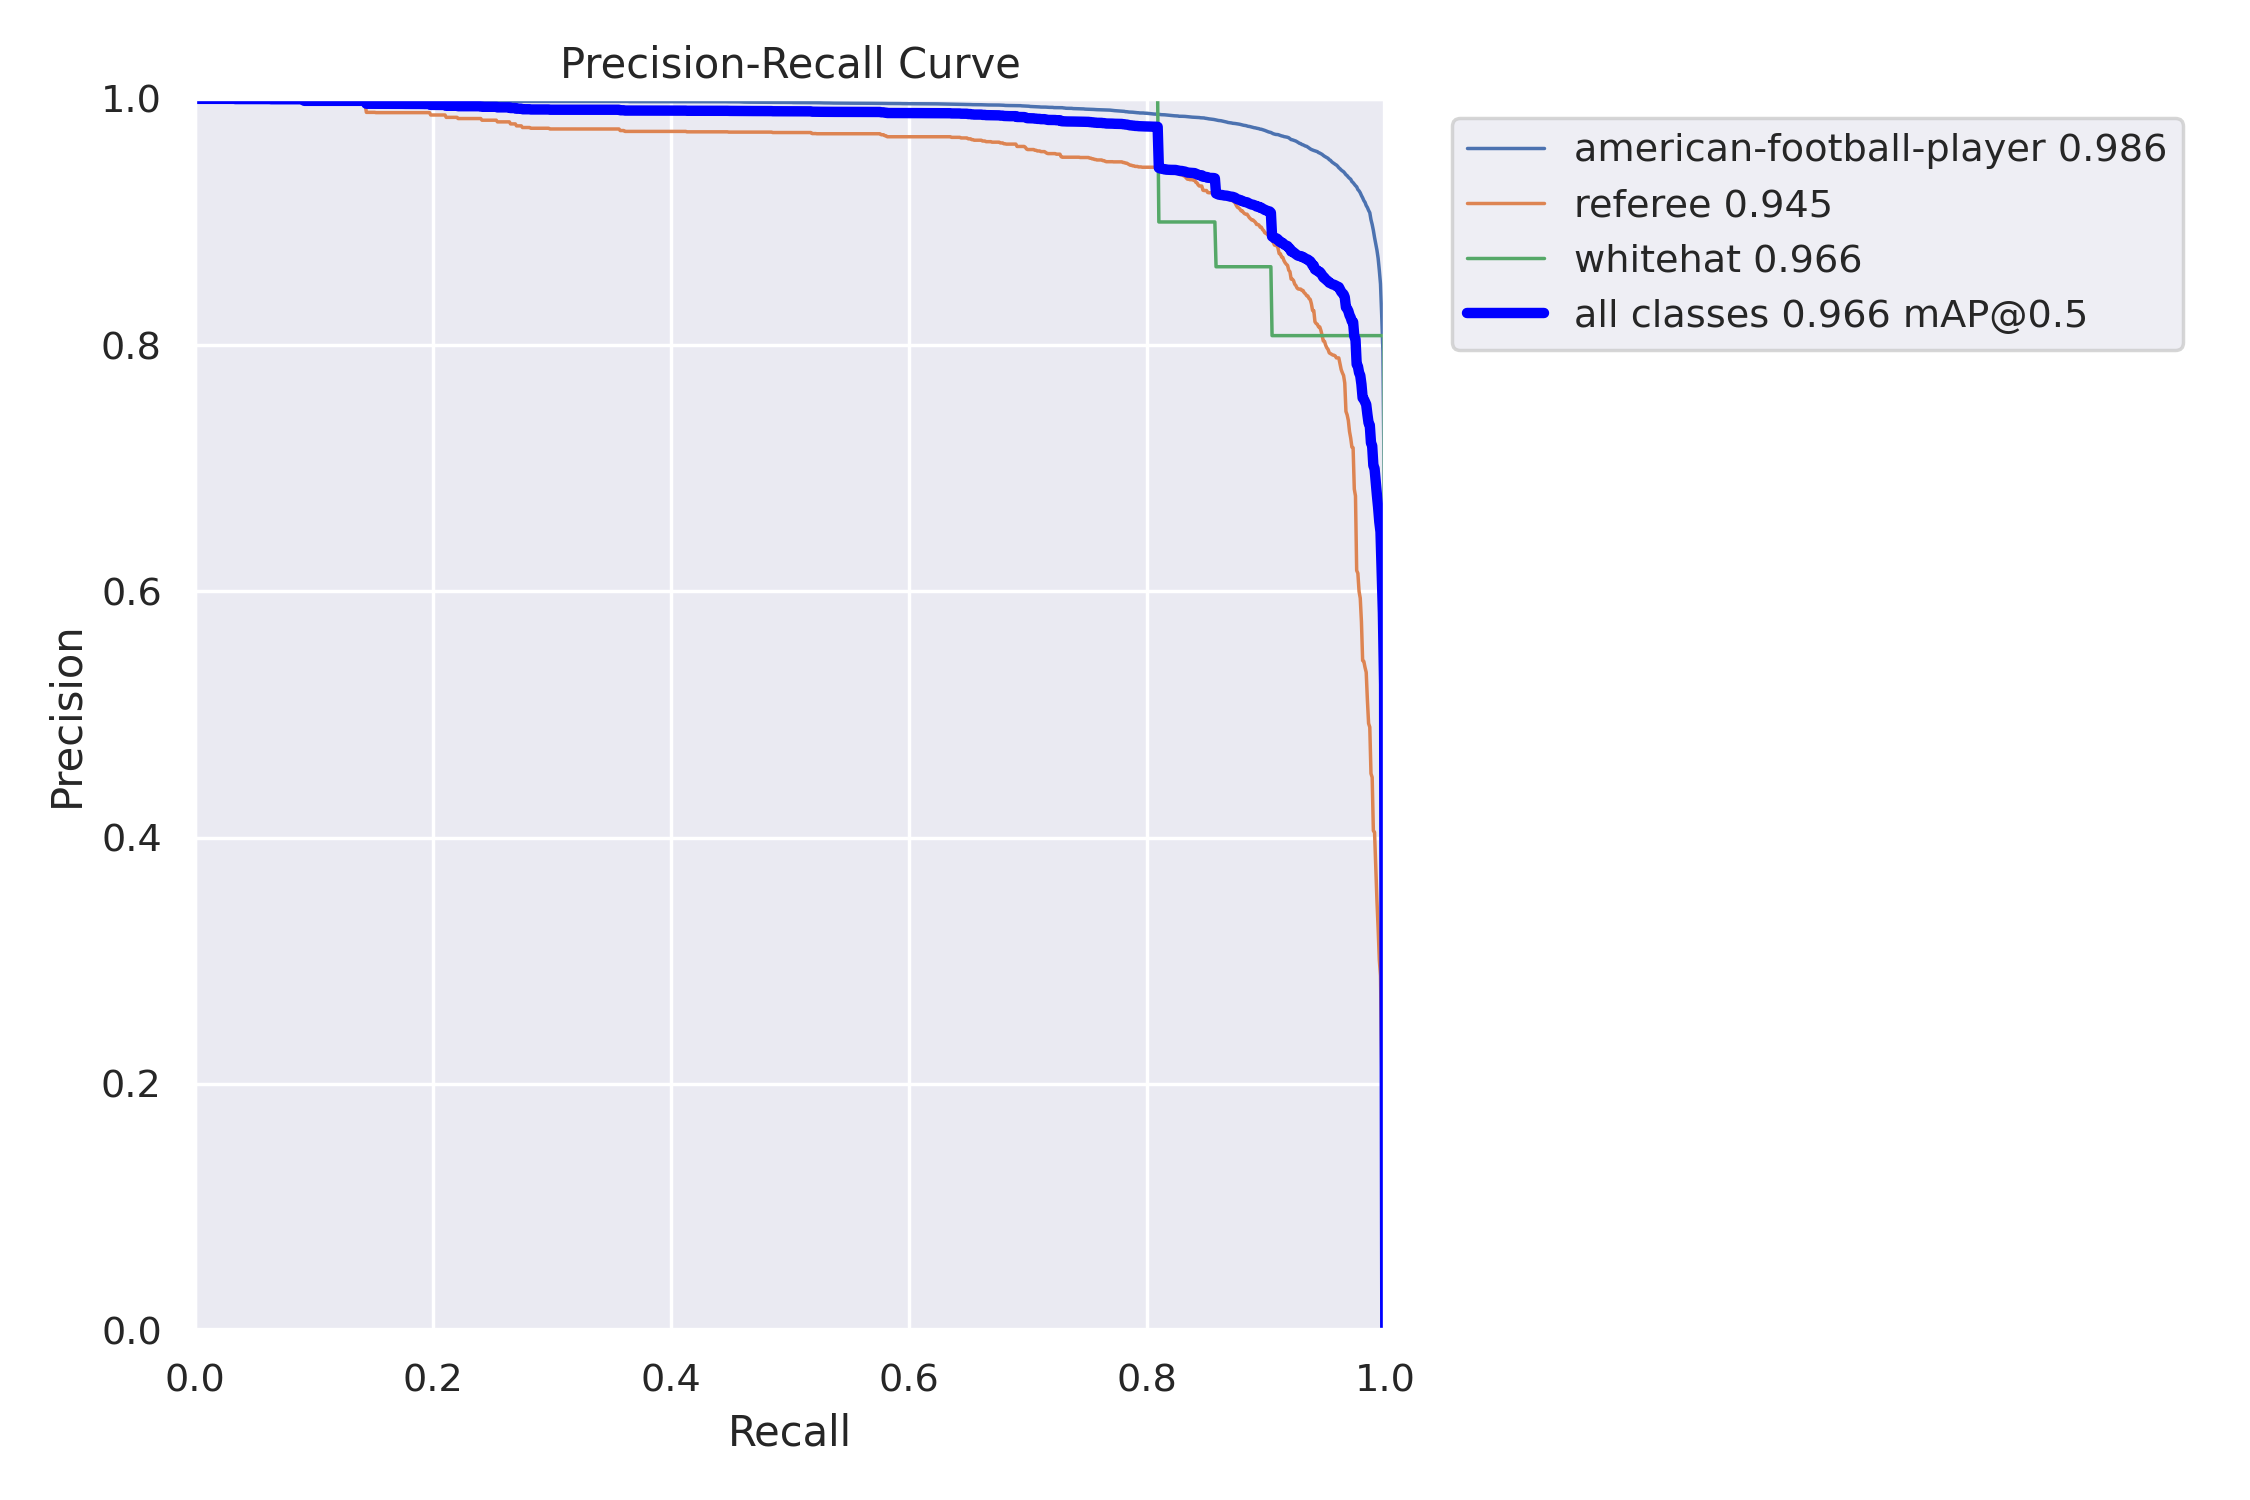 Precision-Recall Curve
1.0
0.8
0.6
0.4
0.2
0.0
Precision
0.0 0.2 0.4 0.6 0.8 1.0
Recall
american-football-player 0.986
referee 0.945
whitehat 0.966
all classes 0.966 mAP@0.5